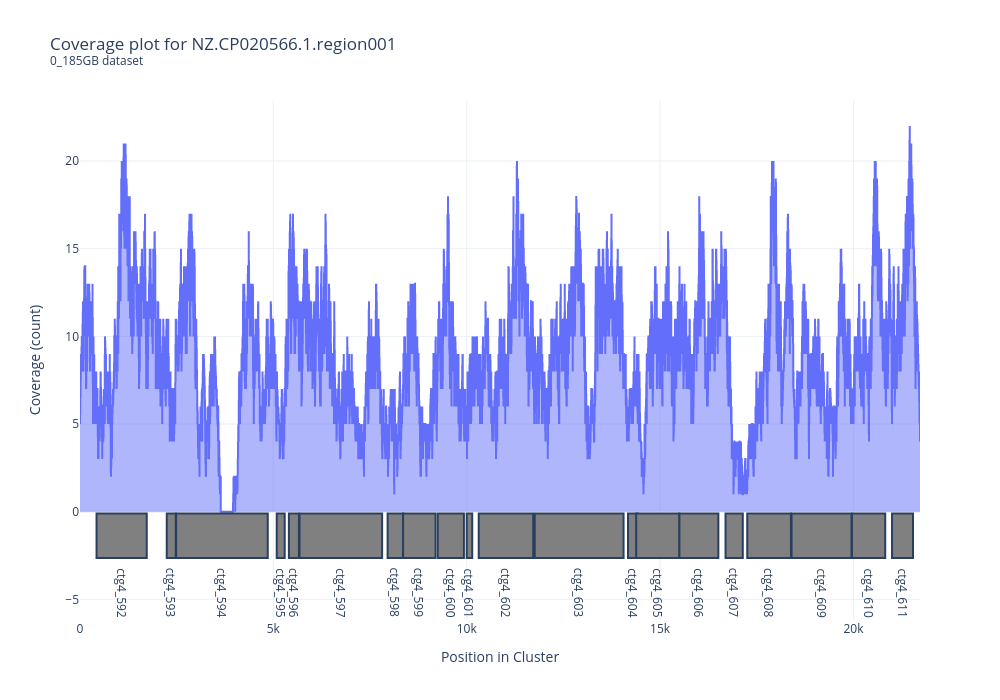 Coverage plot for NZ.CP020566.1.region001
0_185GB dataset
Coverage (count)
20
15
10
5
0
−5
ctg4_592
ctg4_593
ctg4_594
ctg4_595
ctg4_596
ctg4_597
ctg4_598
ctg4_599
ctg4_600
ctg4_601
ctg4_602
ctg4_603
ctg4_604
ctg4_605
ctg4_606
ctg4_607
ctg4_608
ctg4_609
ctg4_610
ctg4_611
0
5k
10k
15k
20k
Position in Cluster